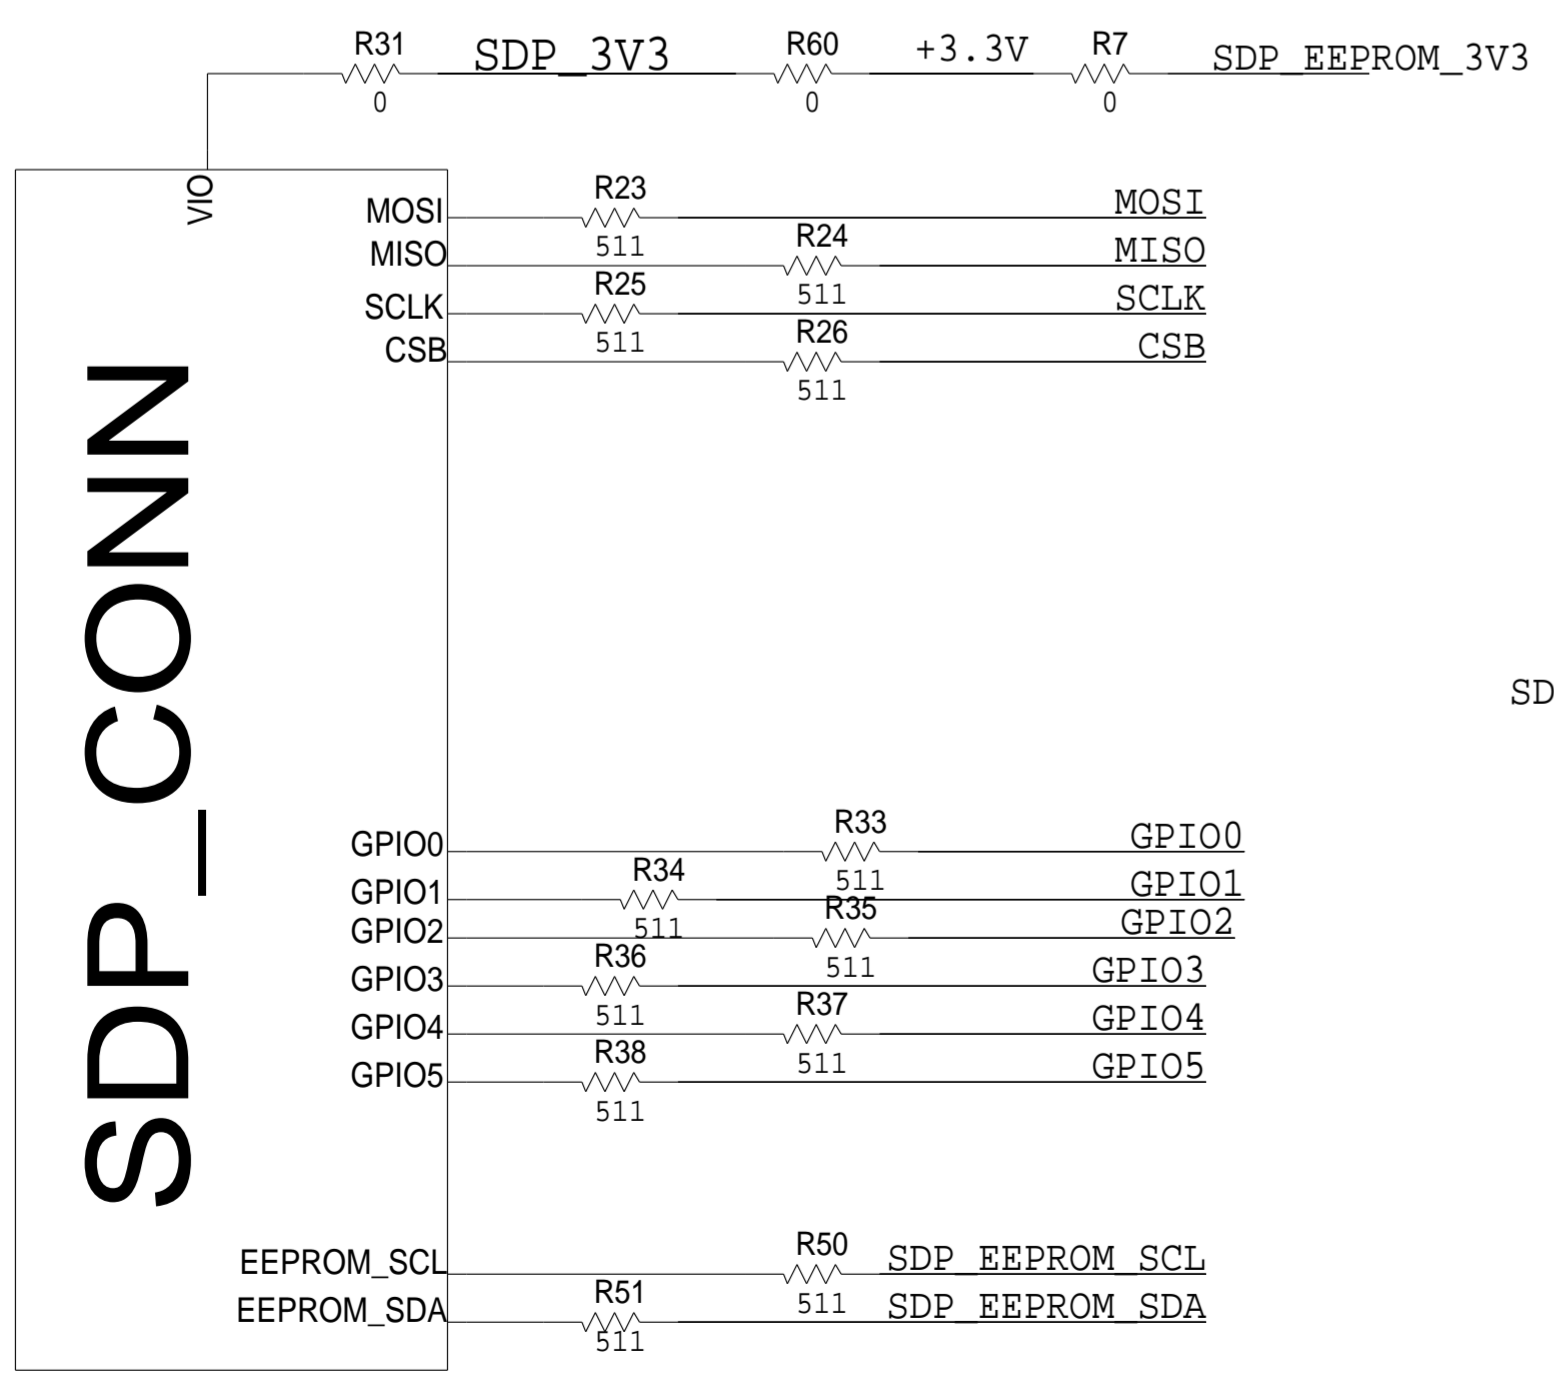 R31 SDP_3V3 R60 +3.3V R7 SDP_EEPROM_3V3
0 0 0
VIO
SDP_CONN
R23
MOSI MOSI
511 R24
MISO MISO
R25 511
SCLK SCLK
511 R26
CSB CSB
511
SD
R33
GPIO0 GPIO0
R34 511
GPIO1 GPIO1
511 R35
GPIO2 GPIO2
R36 511
GPIO3 GPIO3
511 R37
GPIO4 GPIO4
R38 511
GPIO5 GPIO5
511
R50
EEPROM_SCL SDP_EEPROM_SCL
R51 511
EEPROM_SDA SDP_EEPROM_SDA
511